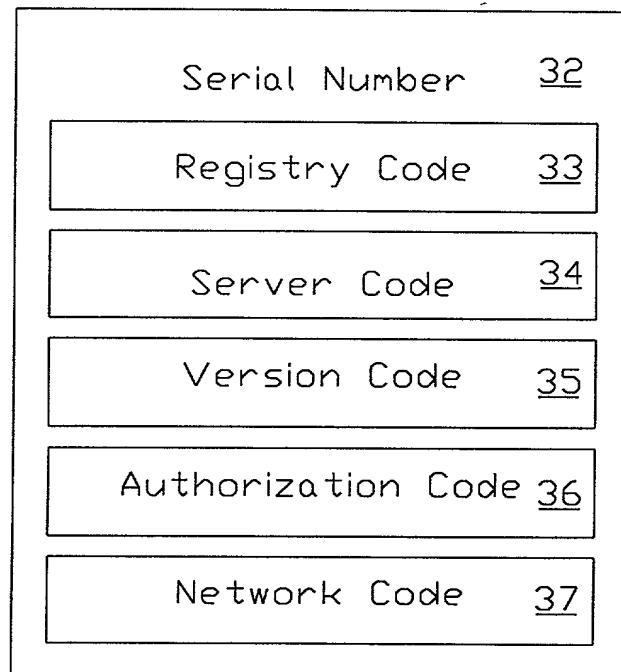 Serial Number 32
Registry Code 33
Server Code 34
Version Code 35
Authorization Code 36
Network Code 37